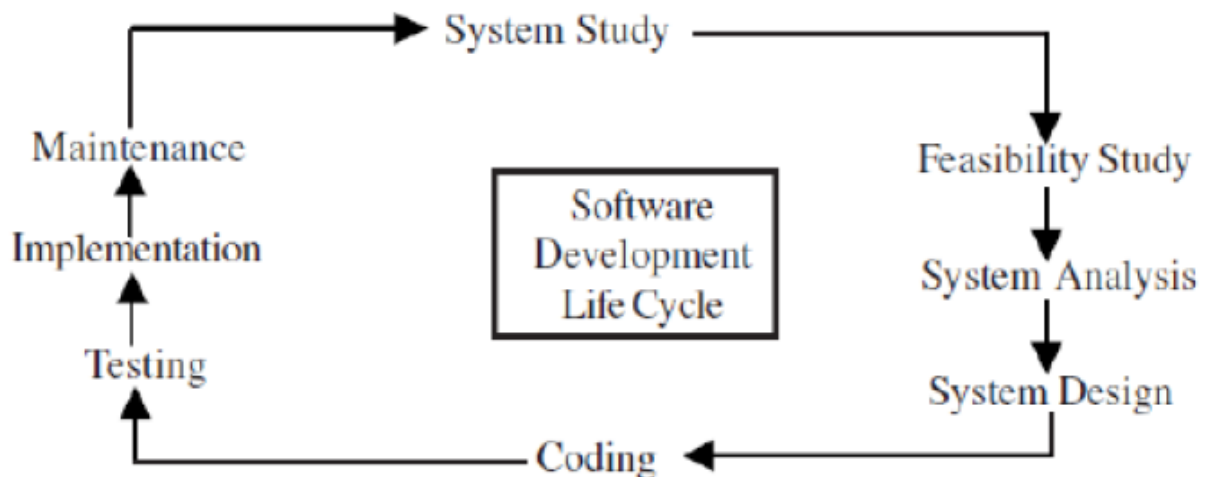 System Study
Maintenance
Feasibility Study
Software
Development
Life Cycle
Implementation
System Analysis
Testing
System Design
Coding